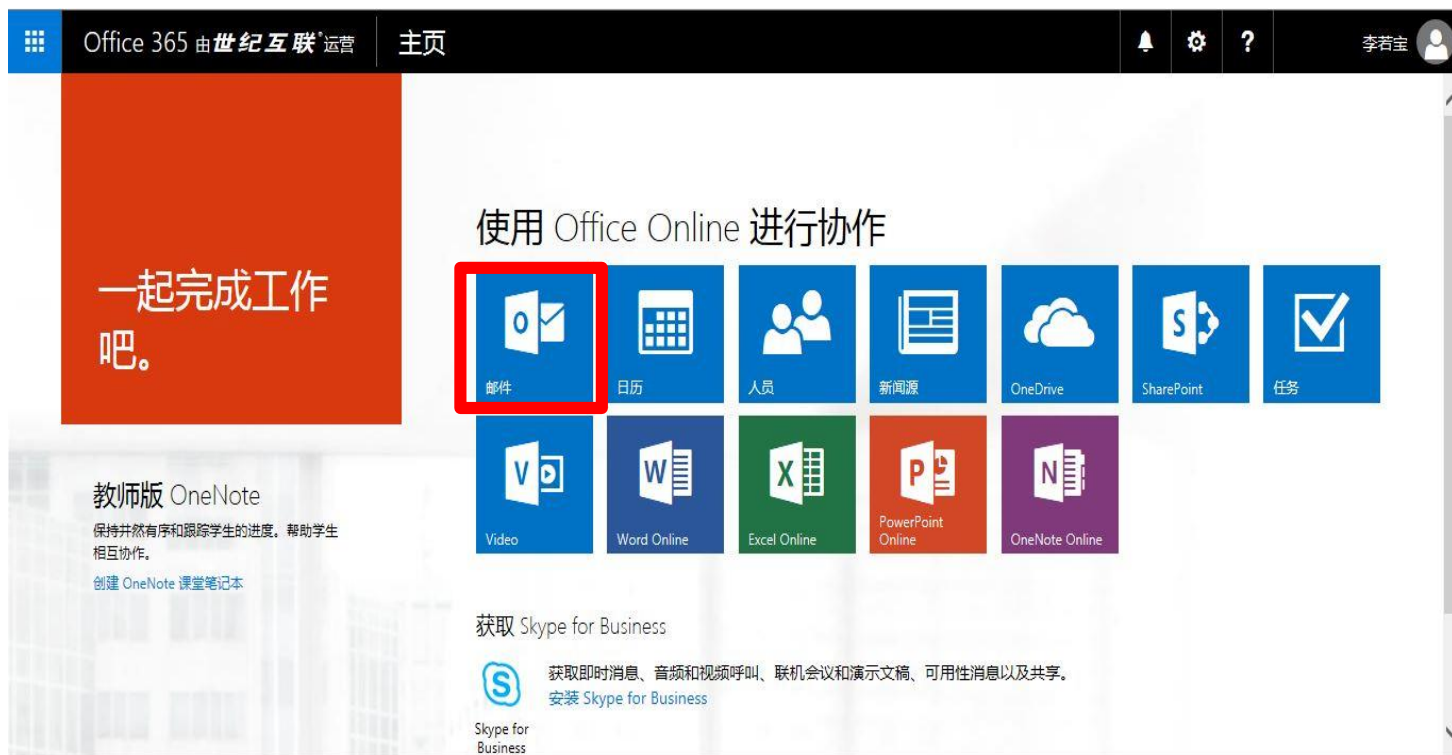 Office 365 由世纪互联运营 主页 ? 李若宝
一起完成工作
吧。
使用 Office Online 进行协作
邮件 日历 人员 新闻源 OneDrive SharePoint 任务
Video Word Online Excel Online PowerPoint Online OneNote Online
教师版 OneNote
保持井然有序和跟踪学生的进度。帮助学生
相互协作。
创建 OneNote 课堂笔记本
获取 Skype for Business
获取即时消息、音频和视频呼叫、联机会议和演示文稿、可用性消息以及共享。
安装 Skype for Business
Skype for
Business